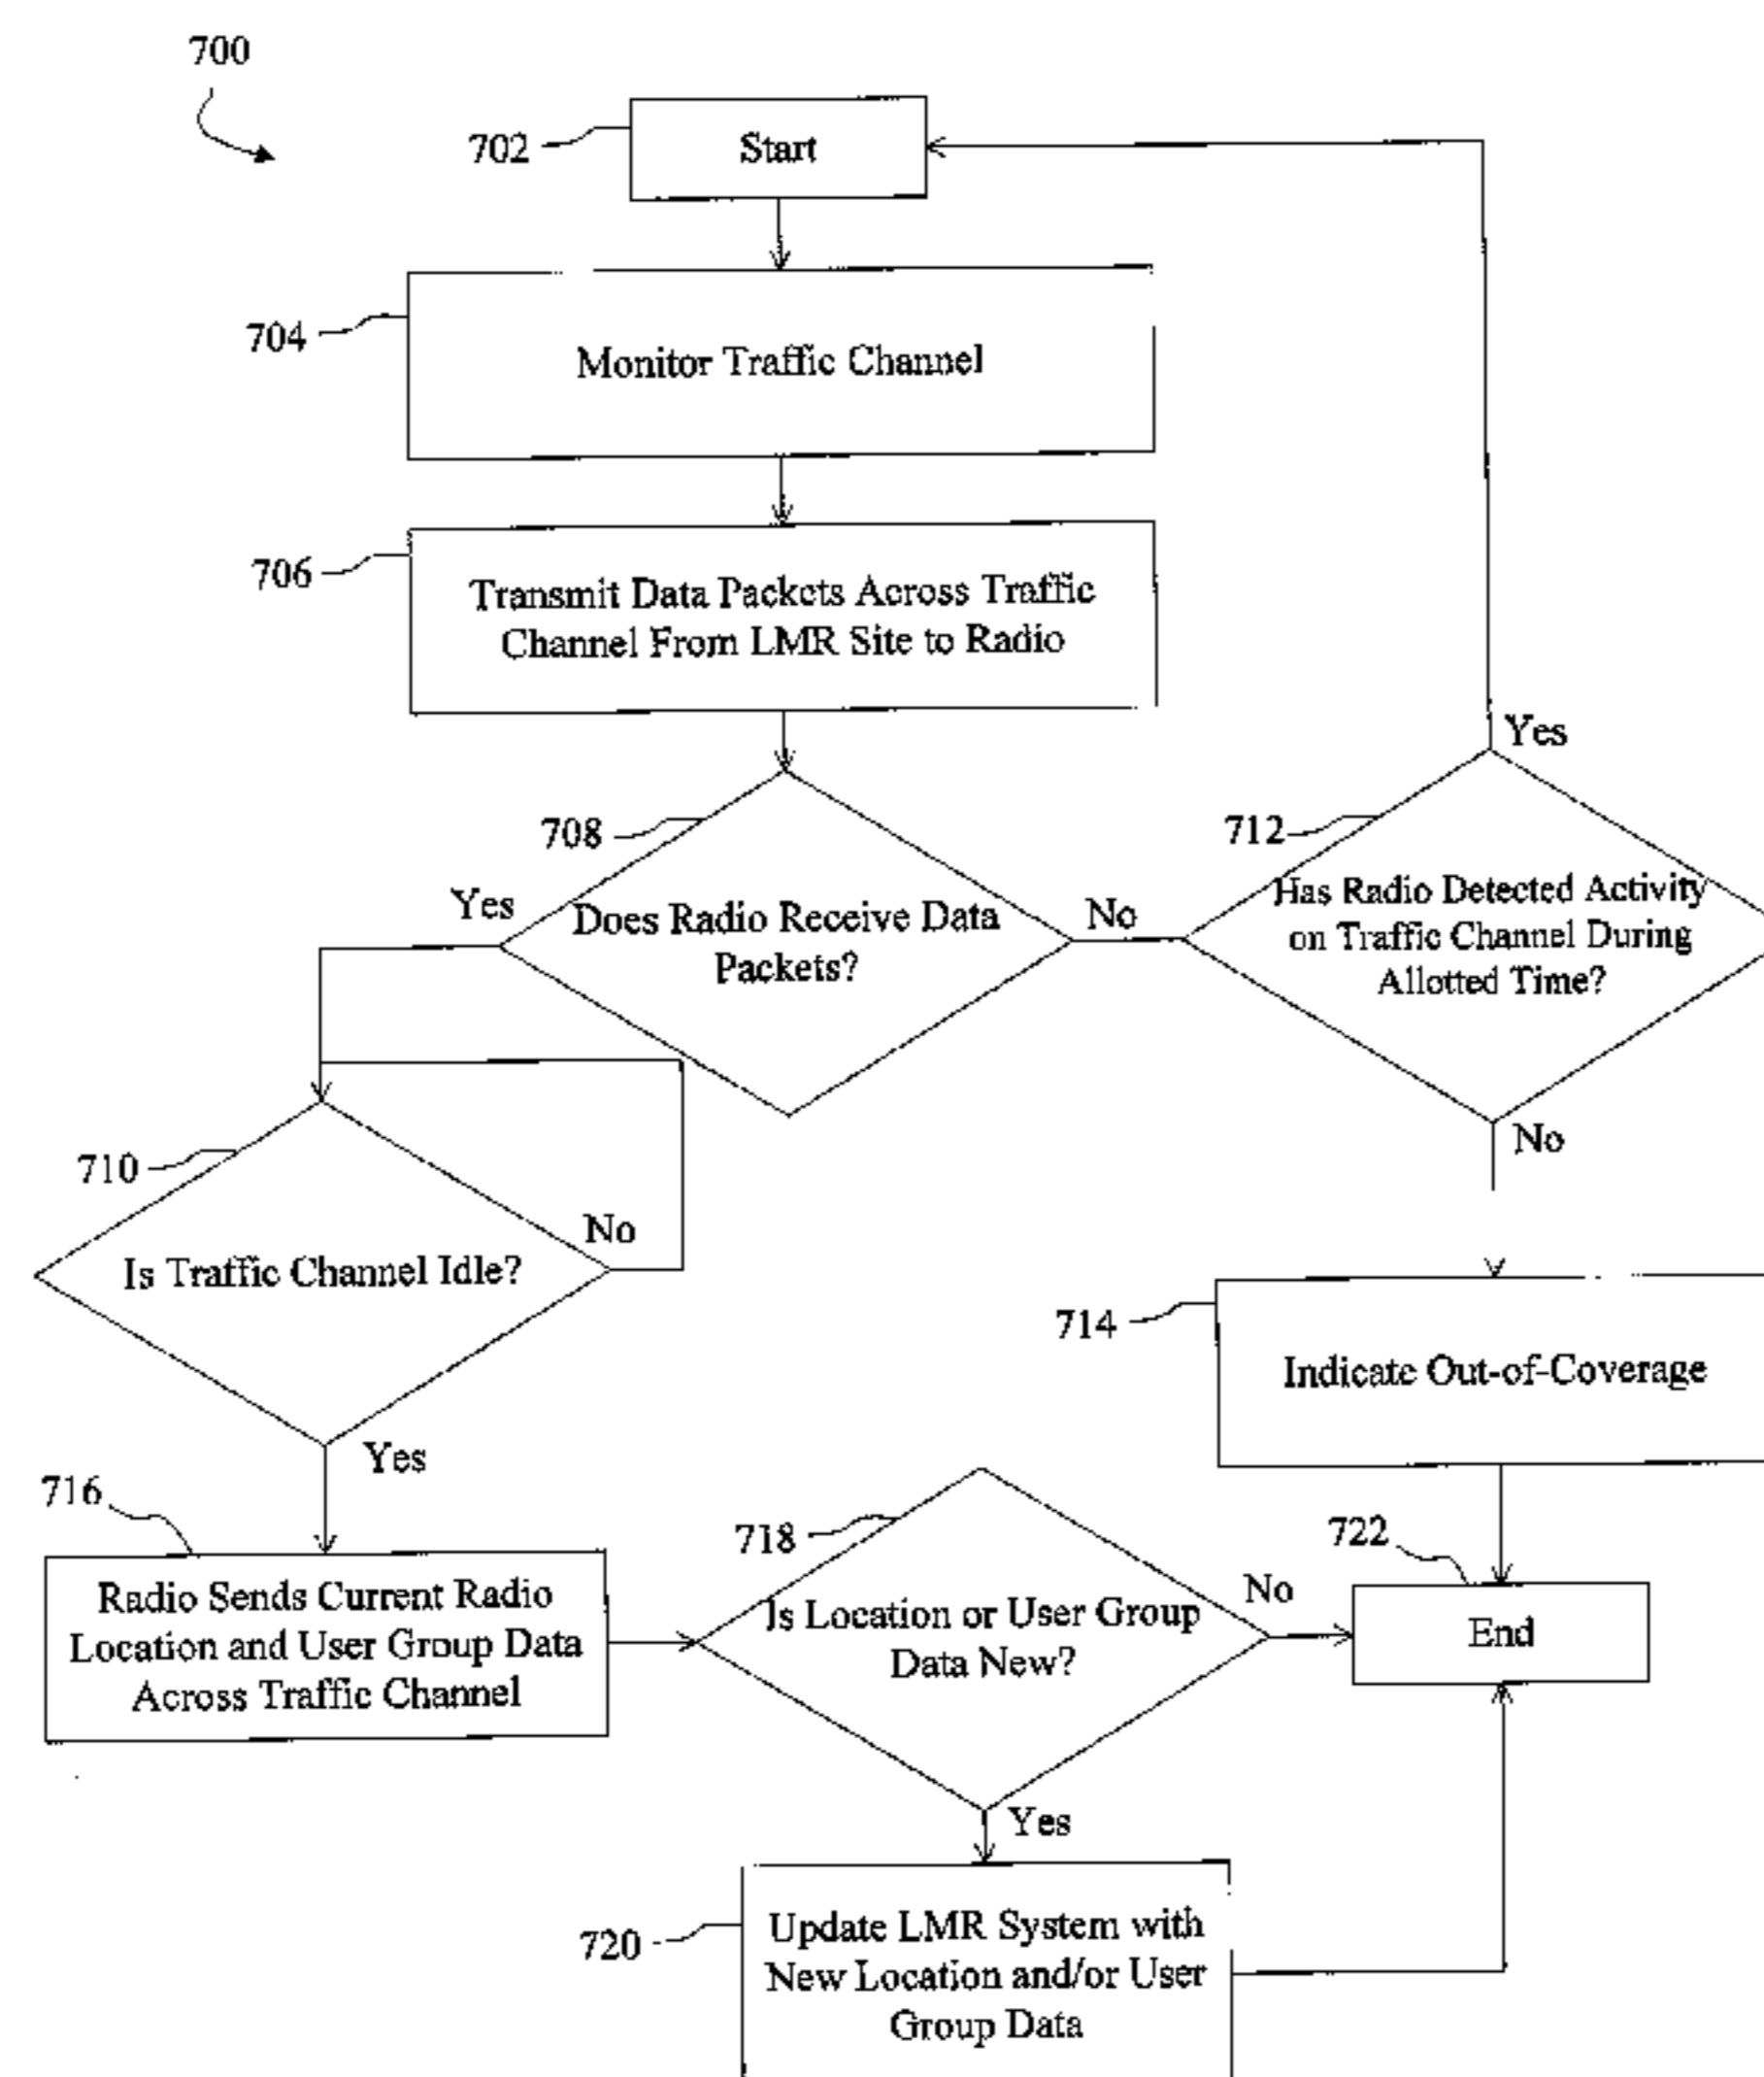 700
702
Start
704
Monitor Traffic Channel
706
Transmit Data Packets Across Traffic
Channel From LMR Site to Radio
Yes
708
712
Yes
Does Radio Receive Data
Packets?
No
Has Radio Detected Activity
on Traffic Channel During
Allotted Time?
No
710
Is Traffic Channel Idle?
No
714
Indicate Out-of-Coverage
Yes
716
Radio Sends Current Radio
Location and User Group Data
Across Traffic Channel
718
Is Location or User Group
Data New?
No
722
End
Yes
720
Update LMR System with
New Location and/or User
Group Data